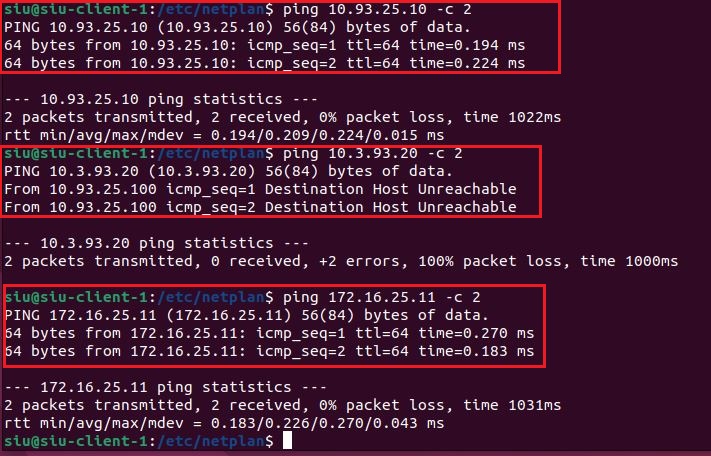 siu@siu-client-1:/etc/netplan$ ping 10.93.25.10 -c 2
PING 10.93.25.10 (10.93.25.10) 56(84) bytes of data.
64 bytes from 10.93.25.10: icmp_seq=1 ttl=64 time=0.194 ms
64 bytes from 10.93.25.10: icmp_seq=2 ttl=64 time=0.224 ms
--- 10.93.25.10 ping statistics ---
2 packets transmitted, 2 received, 0% packet loss, time 1022ms
rtt min/avg/max/mdev = 0.194/0.209/0.224/0.015 ms
siu@siu-client-1:/etc/netplan$ ping 10.3.93.20 -c 2
PING 10.3.93.20 (10.3.93.20) 56(84) bytes of data.
From 10.93.25.100 icmp_seq=1 Destination Host Unreachable
From 10.93.25.100 icmp_seq=2 Destination Host Unreachable
--- 10.3.93.20 ping statistics ---
2 packets transmitted, 0 received, +2 errors, 100% packet loss, time 1000ms
siu@siu-client-1:/etc/netplan$ ping 172.16.25.11 -c 2
PING 172.16.25.11 (172.16.25.11) 56(84) bytes of data.
64 bytes from 172.16.25.11: icmp_seq=1 ttl=64 time=0.270 ms
64 bytes from 172.16.25.11: icmp_seq=2 ttl=64 time=0.183 ms
--- 172.16.25.11 ping statistics ---
2 packets transmitted, 2 received, 0% packet loss, time 1031ms
rtt min/avg/max/mdev = 0.183/0.226/0.270/0.043 ms
siu@siu-client-1:/etc/netplan$